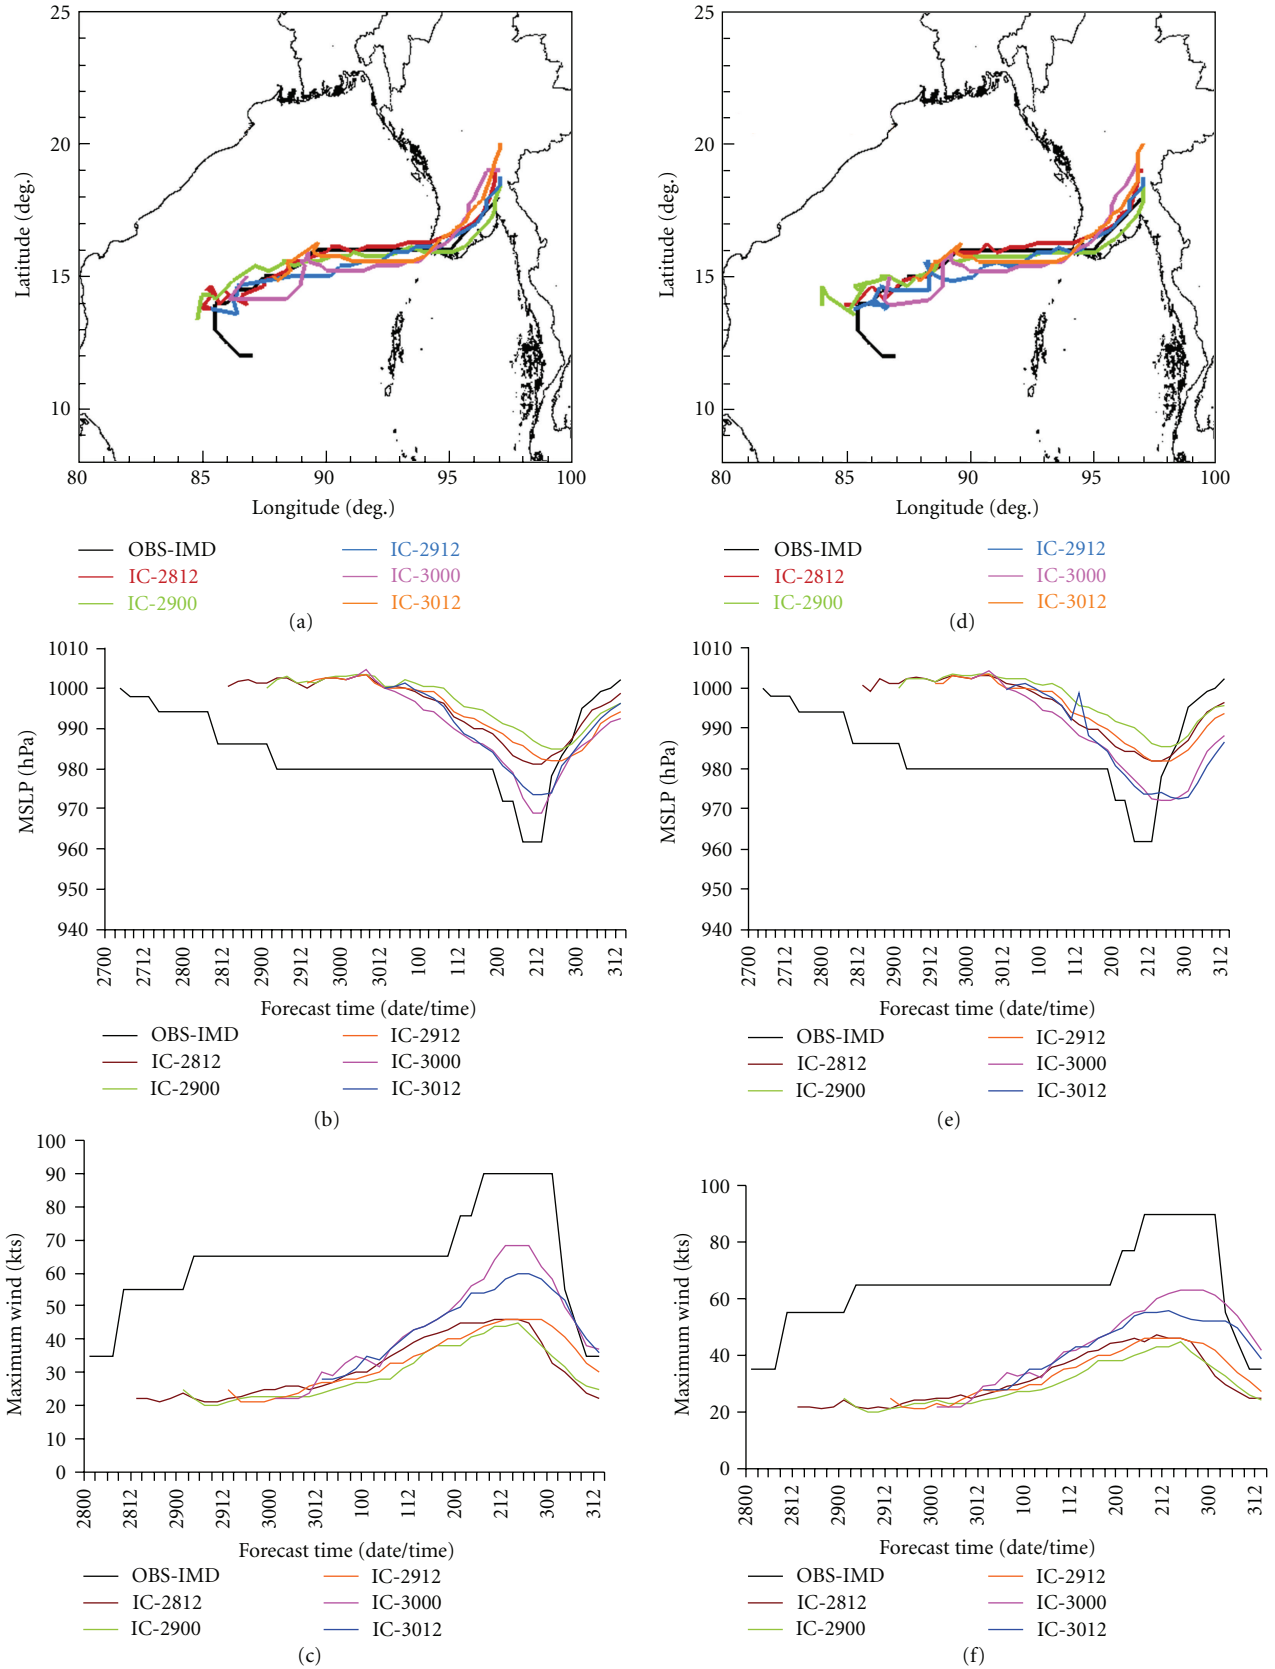 25
20
15
10
Latitude (deg.)
80 85 90 95 100
Longitude (deg.)
OBS-IMD
IC-2812
IC-2900
IC-2912
IC-3000
IC-3012
(a)
25
20
15
10
Latitude (deg.)
80 85 90 95 100
Longitude (deg.)
OBS-IMD
IC-2812
IC-2900
IC-2912
IC-3000
IC-3012
(d)
1010
1000
990
980
970
960
950
940
MSLP (hPa)
2700 2712 2800 2812 2900 2912 3000 3012 100 112 200 212 300 312
Forecast time (date/time)
OBS-IMD
IC-2812
IC-2900
IC-2912
IC-3000
IC-3012
(b)
1010
1000
990
980
970
960
950
940
MSLP (hPa)
2700 2712 2800 2812 2900 2912 3000 3012 100 112 200 212 300 312
Forecast time (date/time)
OBS-IMD
IC-2812
IC-2900
IC-2912
IC-3000
IC-3012
(e)
100
90
80
70
60
50
40
30
20
10
0
Maximum wind (kts)
2800 2812 2900 2912 3000 3012 100 112 200 212 300 312
Forecast time (date/time)
OBS-IMD
IC-2812
IC-2900
IC-2912
IC-3000
IC-3012
(c)
100
80
60
40
20
0
Maximum wind (kts)
2800 2812 2900 2912 3000 3012 100 112 200 212 300 312
Forecast time (date/time)
OBS-IMD
IC-2812
IC-2900
IC-2912
IC-3000
IC-3012
(f)